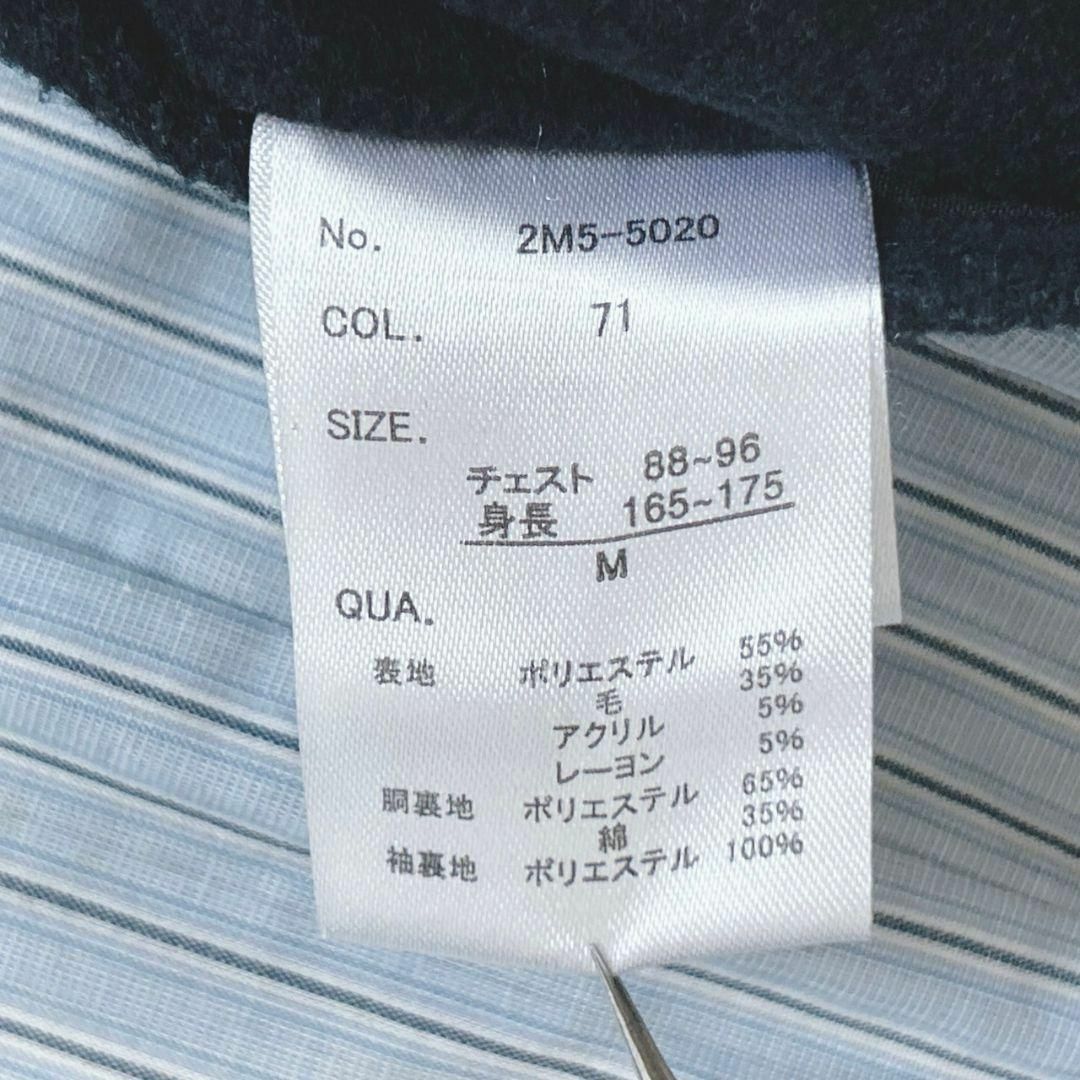 No. 2M5-5020
COL. 71
SIZE.
チェスト 88~96
身長 165~175
M
QUA.
表地 ポリエステル 55%
毛 35%
アクリル 5%
レーヨン 5%
胴裏地 ポリエステル 65%
綿 35%
袖裏地 ポリエステル 100%